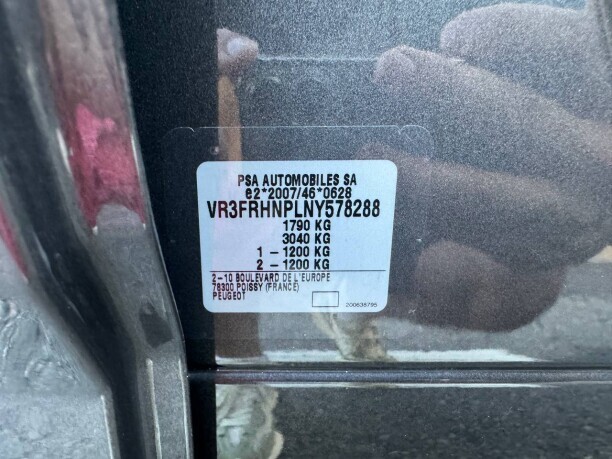 PSA AUTOMOBILES SA
e2*2007/46*0628
VR3FRHNPLNY578288
1790 KG
3040 KG
1 – 1200 KG
2 – 1200 KG
2–10 BOULEVARD DE L'EUROPE
78300 POISSY (FRANCE)
PEUGEOT
200638795